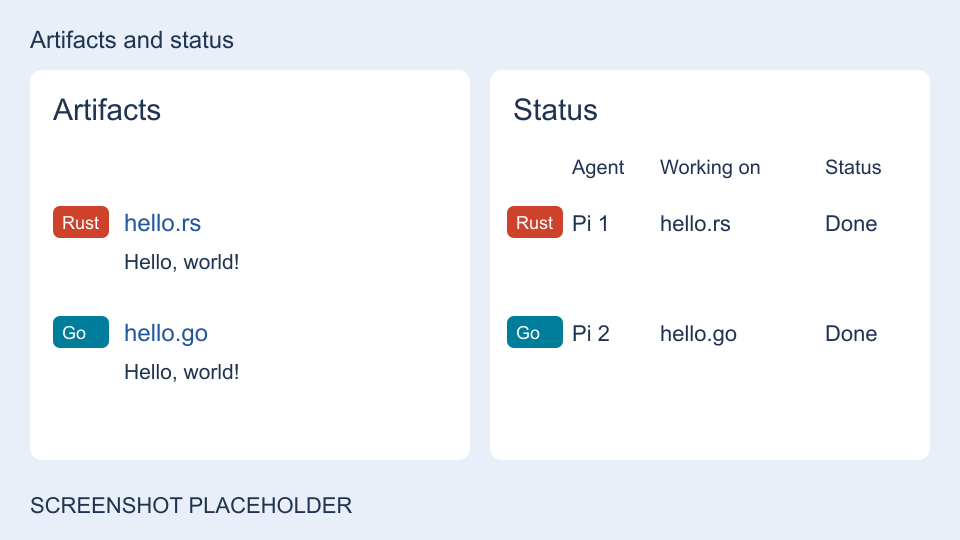 Artifacts and status
Artifacts
Rust hello.rs
Hello, world!
Go hello.go
Hello, world!
Status
Agent Working on Status
Rust Pi 1 hello.rs Done
Go Pi 2 hello.go Done
SCREENSHOT PLACEHOLDER